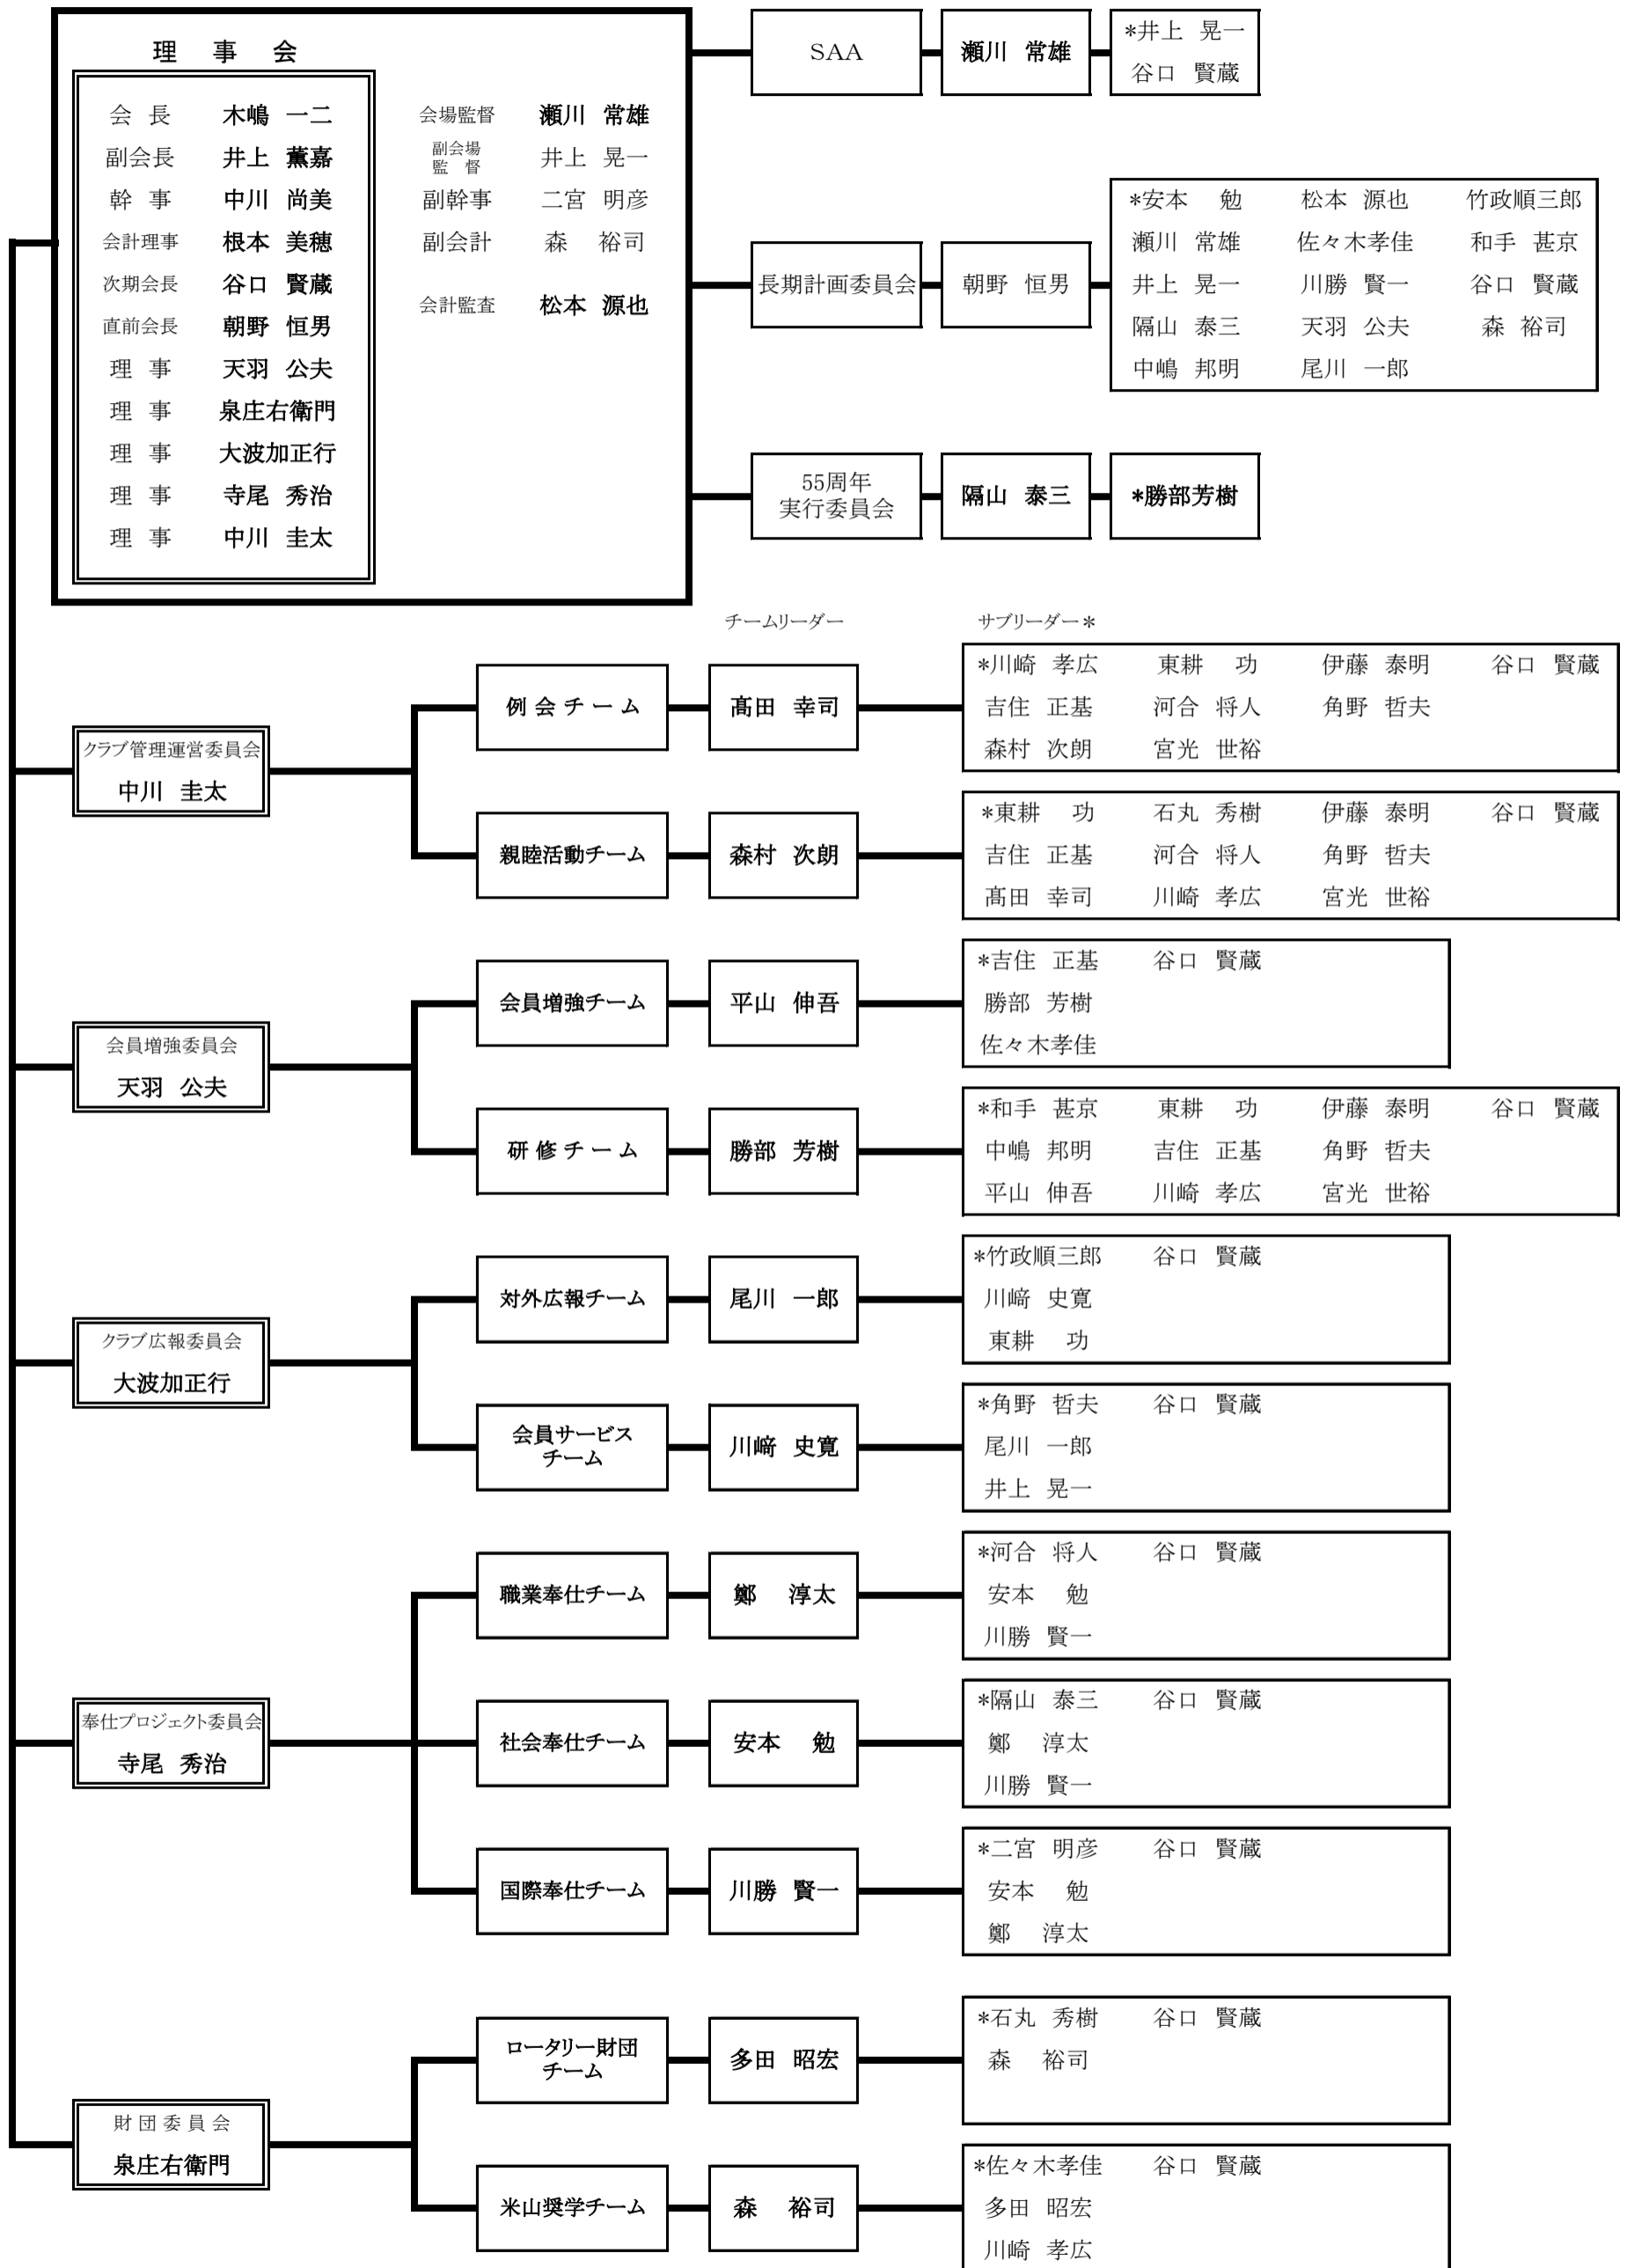 理 事 会
会 長 木嶋 一二 会場監督 瀬川 常雄
副会長 井上 薫嘉 副会場監 督 井上 晃一
幹 事 中川 尚美 副幹事 二宮 明彦
会計理事 根本 美穂 副会計 森 裕司
次期会長 谷口 賢蔵
会計監査 松本 源也
直前会長 朝野 恒男
理 事 天羽 公夫
理 事 泉庄右衛門
理 事 大波加正行
理 事 寺尾 秀治
理 事 中川 圭太
SAA 瀬川 常雄
*井上 晃一
谷口 賢蔵
長期計画委員会 朝野 恒男
*安本 勉 松本 源也 竹政順三郎
瀬川 常雄 佐々木孝佳 和手 甚京
井上 晃一 川勝 賢一 谷口 賢蔵
隔山 泰三 天羽 公夫 森 裕司
中嶋 邦明 尾川 一郎
55周年
実行委員会
隔山 泰三 *勝部芳樹
チームリーダー サブリーダー*
クラブ管理運営委員会
中川 圭太
例 会 チ ー ム 髙田 幸司
*川崎 孝広 東耕 功 伊藤 泰明 谷口 賢蔵
吉住 正基 河合 将人 角野 哲夫
森村 次朗 宮光 世裕
親睦活動チーム 森村 次朗
*東耕 功 石丸 秀樹 伊藤 泰明 谷口 賢蔵
吉住 正基 河合 将人 角野 哲夫
髙田 幸司 川崎 孝広 宮光 世裕
会員増強委員会
天羽 公夫
会員増強チーム 平山 伸吾
*吉住 正基 谷口 賢蔵
勝部 芳樹
佐々木孝佳
研 修 チ ー ム 勝部 芳樹
*和手 甚京 東耕 功 伊藤 泰明 谷口 賢蔵
中嶋 邦明 吉住 正基 角野 哲夫
平山 伸吾 川崎 孝広 宮光 世裕
クラブ広報委員会
大波加正行
対外広報チーム 尾川 一郎
*竹政順三郎 谷口 賢蔵
川﨑 史寛
東耕 功
会員サービス
チーム
川﨑 史寛
*角野 哲夫 谷口 賢蔵
尾川 一郎
井上 晃一
奉仕プロジェクト委員会
寺尾 秀治
職業奉仕チーム 鄭 淳太
*河合 将人 谷口 賢蔵
安本 勉
川勝 賢一
社会奉仕チーム 安本 勉
*隔山 泰三 谷口 賢蔵
鄭 淳太
川勝 賢一
国際奉仕チーム 川勝 賢一
*二宮 明彦 谷口 賢蔵
安本 勉
鄭 淳太
財 団 委 員 会
泉庄右衛門
ロータリー財団
チーム
多田 昭宏
*石丸 秀樹 谷口 賢蔵
森 裕司
米山奨学チーム 森 裕司
*佐々木孝佳 谷口 賢蔵
多田 昭宏
川崎 孝広